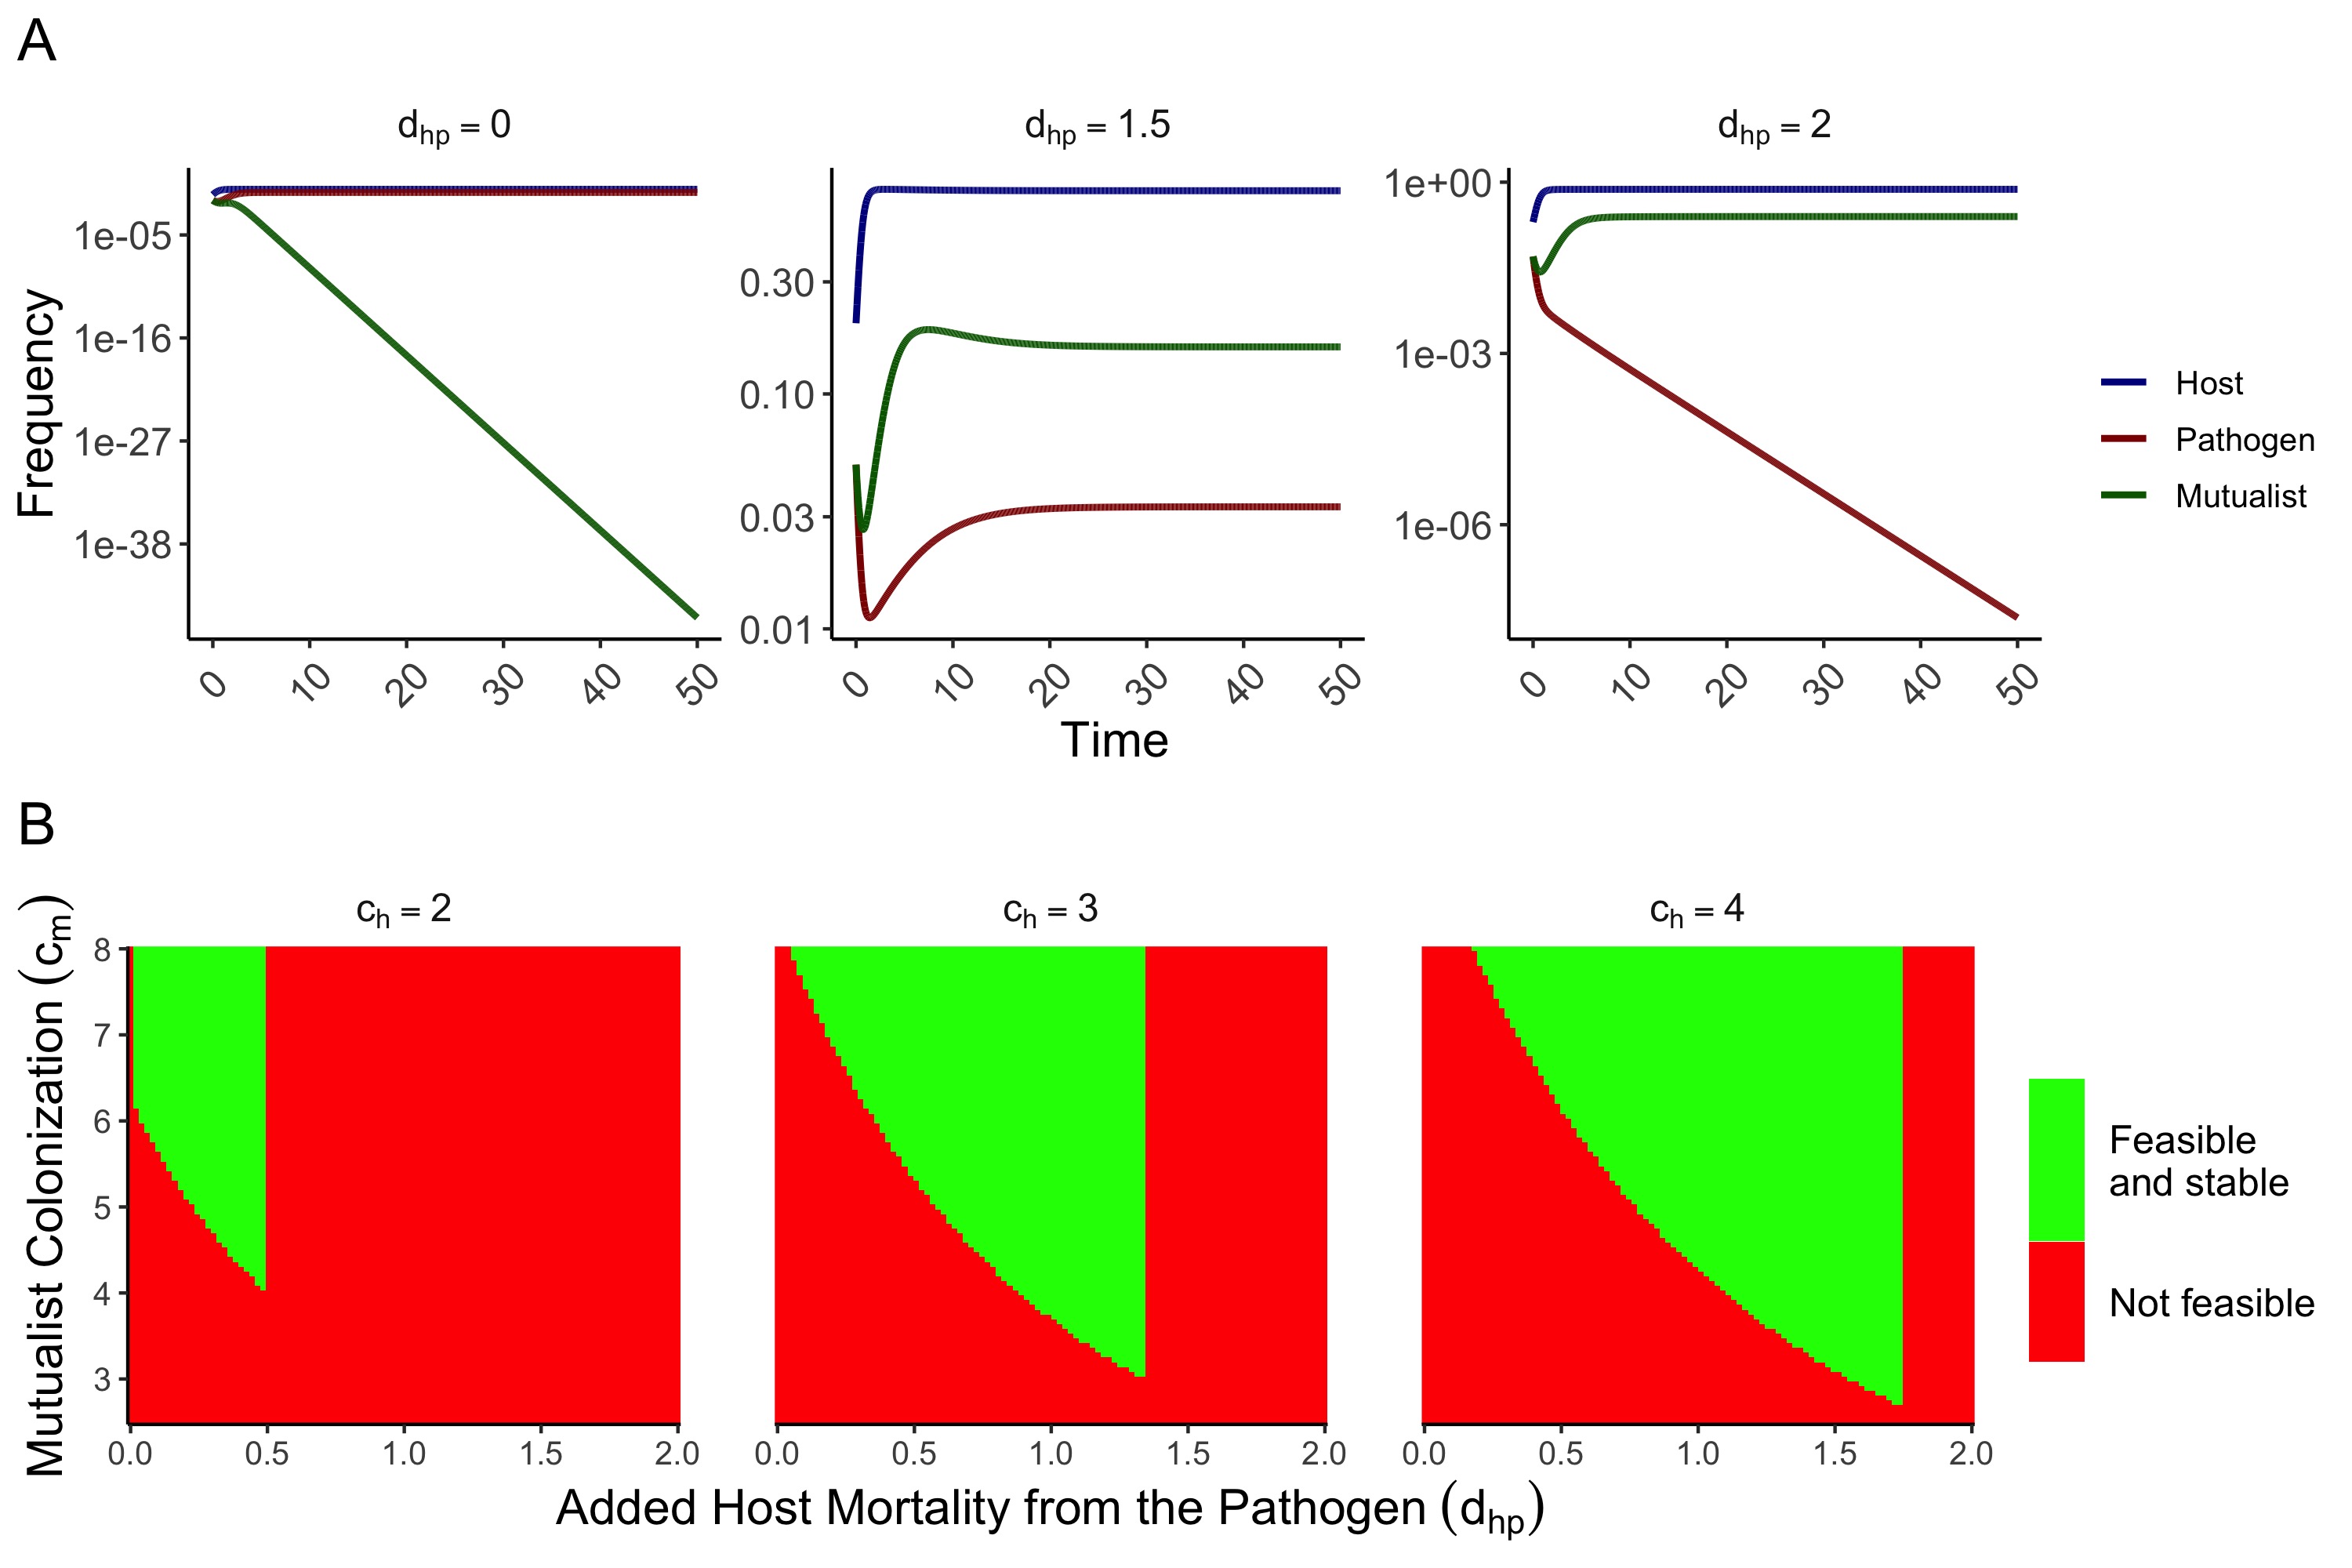 A
d_hp = 0
d_hp = 1.5
d_hp = 2
Frequency
1e-05
1e-16
1e-27
1e-38
0.30
0.10
0.03
0.01
1e+00
1e-03
1e-06
0 10 20 30 40 50
0 10 20 30 40 50
0 10 20 30 40 50
Time
Host
Pathogen
Mutualist
B
c_h = 2
c_h = 3
c_h = 4
Mutualist Colonization (c_m)
8
7
6
5
4
3
0.0 0.5 1.0 1.5 2.0
0.0 0.5 1.0 1.5 2.0
0.0 0.5 1.0 1.5 2.0
Added Host Mortality from the Pathogen (d_hp)
Feasible
and stable
Not feasible